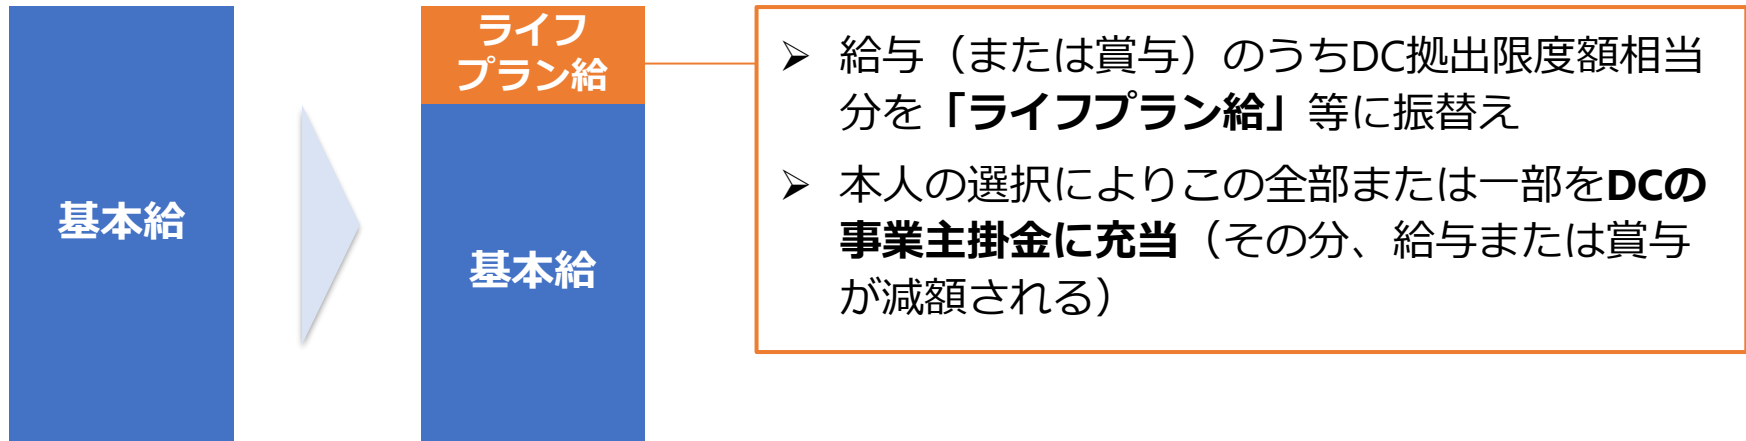 基本給
ライフ
プラン給
基本給
➢ 給与（または賞与）のうちDC拠出限度額相当
分を「ライフプラン給」等に振替え
➢ 本人の選択によりこの全部または一部をDCの
事業主掛金に充当（その分、給与または賞与
が減額される）